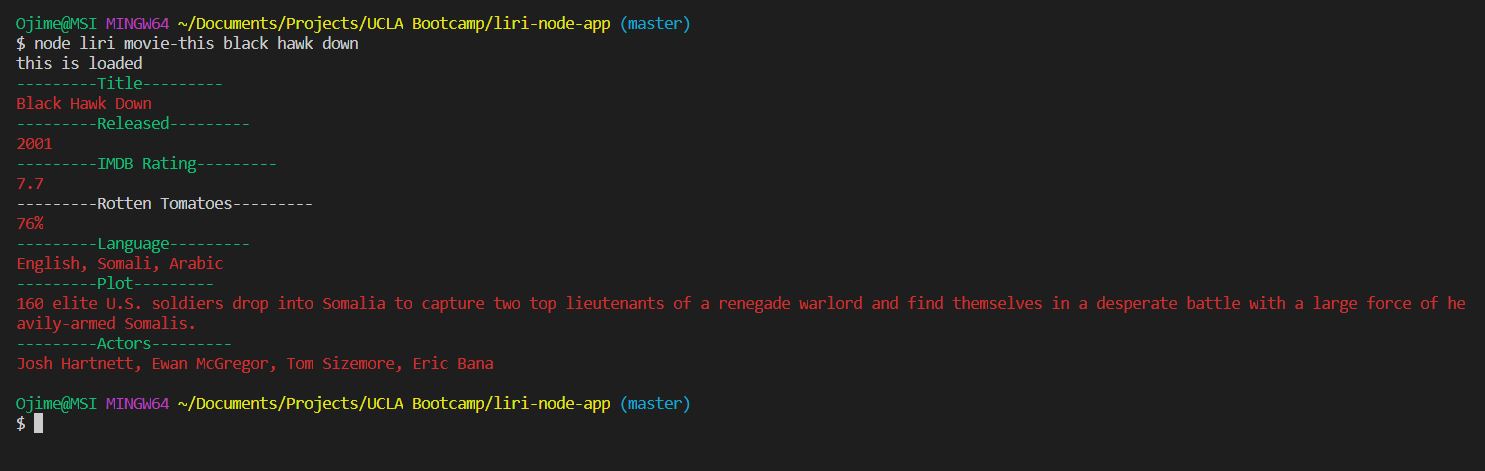 Ojime@MSI MINGW64 ~/Documents/Projects/UCLA Bootcamp/liri-node-app (master)
$ node liri movie-this black hawk down
this is loaded
---------Title---------
Black Hawk Down
---------Released---------
2001
---------IMDB Rating---------
7.7
---------Rotten Tomatoes---------
76%
---------Language---------
English, Somali, Arabic
---------Plot---------
160 elite U.S. soldiers drop into Somalia to capture two top lieutenants of a renegade warlord and find themselves in a desperate battle with a large force of he
avily-armed Somalis.
---------Actors---------
Josh Hartnett, Ewan McGregor, Tom Sizemore, Eric Bana
Ojime@MSI MINGW64 ~/Documents/Projects/UCLA Bootcamp/liri-node-app (master)
$